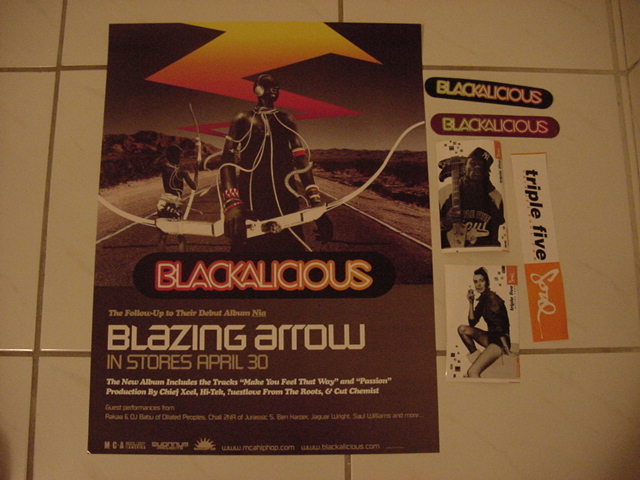 BLACKALICIOUS
The Follow-Up to Their Debut Album Nia
BLAZING ARROW
IN STORES APRIL 30
The New Album Includes the Tracks "Make You Feel That Way" and "Passion"
Production By Chief Xcel, Hi-Tek, ?uestlove From The Roots, & Cut Chemist
Guest performances from
Rakaa & DJ Babu of Dilated Peoples, Chali 2NA of Jurassic 5, Ben Harper, Jaguar Wright, Saul Williams and more...
MCA
www.mcahiphop.com
www.blackalicious.com
BLACKALICIOUS
BLACKALICIOUS
triple five
Soul